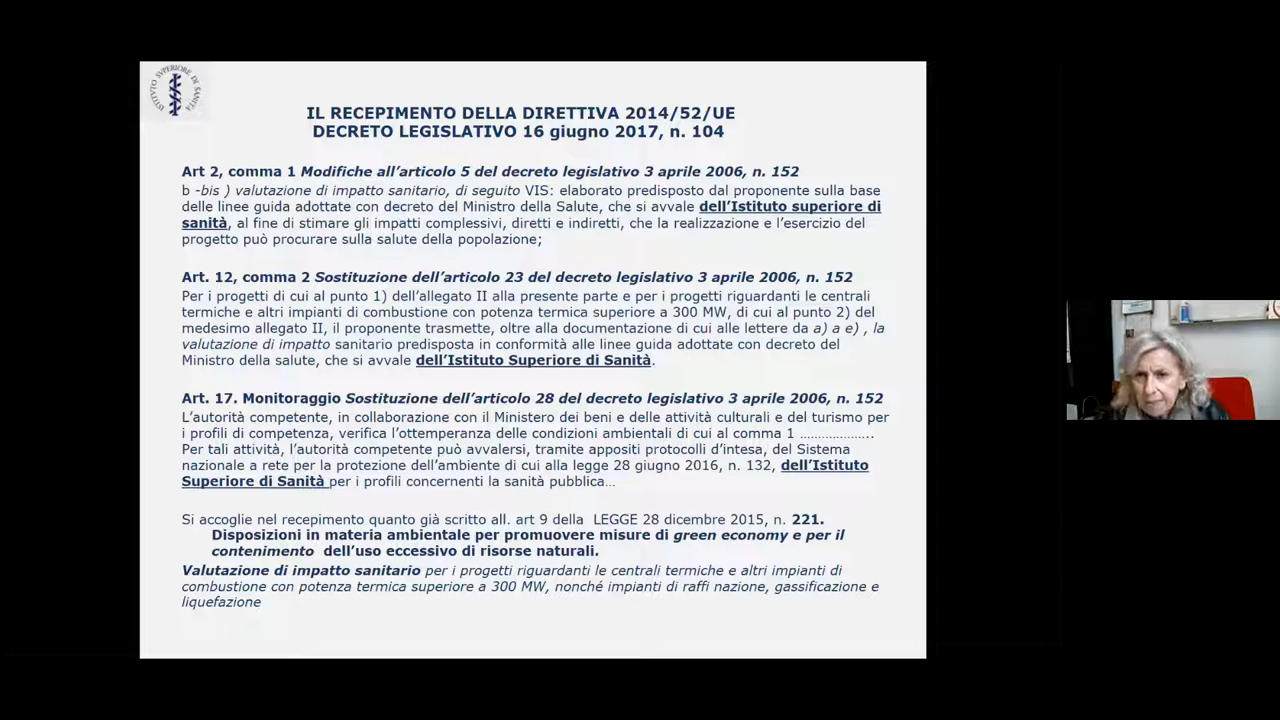 ISTITUTO SUPERIORE DI SANITÀ
IL RECEPIMENTO DELLA DIRETTIVA 2014/52/UE
DECRETO LEGISLATIVO 16 giugno 2017, n. 104
Art 2, comma 1 Modifiche all’articolo 5 del decreto legislativo 3 aprile 2006, n. 152
b -bis ) valutazione di impatto sanitario, di seguito VIS: elaborato predisposto dal proponente sulla base
delle linee guida adottate con decreto del Ministro della Salute, che si avvale dell’Istituto superiore di
sanità, al fine di stimare gli impatti complessivi, diretti e indiretti, che la realizzazione e l’esercizio del
progetto può procurare sulla salute della popolazione;
Art. 12, comma 2 Sostituzione dell’articolo 23 del decreto legislativo 3 aprile 2006, n. 152
Per i progetti di cui al punto 1) dell’allegato II alla presente parte e per i progetti riguardanti le centrali
termiche e altri impianti di combustione con potenza termica superiore a 300 MW, di cui al punto 2) del
medesimo allegato II, il proponente trasmette, oltre alla documentazione di cui alle lettere da a) a e) , la
valutazione di impatto sanitario predisposta in conformità alle linee guida adottate con decreto del
Ministro della salute, che si avvale dell’Istituto Superiore di Sanità.
Art. 17. Monitoraggio Sostituzione dell’articolo 28 del decreto legislativo 3 aprile 2006, n. 152
L’autorità competente, in collaborazione con il Ministero dei beni e delle attività culturali e del turismo per
i profili di competenza, verifica l’ottemperanza delle condizioni ambientali di cui al comma 1 ………………..
Per tali attività, l’autorità competente può avvalersi, tramite appositi protocolli d’intesa, del Sistema
nazionale a rete per la protezione dell’ambiente di cui alla legge 28 giugno 2016, n. 132, dell’Istituto
Superiore di Sanità per i profili concernenti la sanità pubblica…
Si accoglie nel recepimento quanto già scritto all. art 9 della LEGGE 28 dicembre 2015, n. 221.
Disposizioni in materia ambientale per promuovere misure di green economy e per il
contenimento dell’uso eccessivo di risorse naturali.
Valutazione di impatto sanitario per i progetti riguardanti le centrali termiche e altri impianti di
combustione con potenza termica superiore a 300 MW, nonché impianti di raffi nazione, gassificazione e
liquefazione